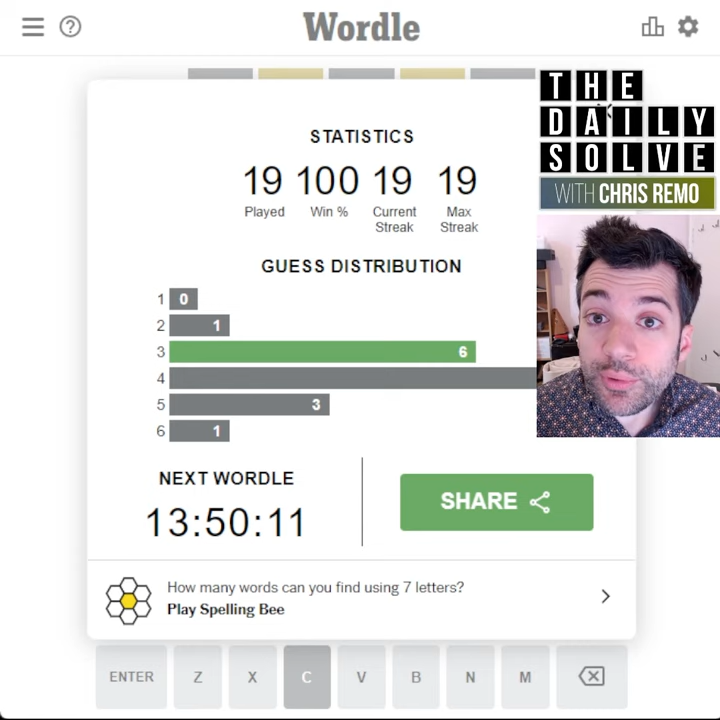 Wordle
THE
DAILY
SOLVE
WITH CHRIS REMO
STATISTICS
19 100 19 19
Played Win % Current Streak Max Streak
GUESS DISTRIBUTION
1 0
2 1
3 6
4
5 3
6 1
NEXT WORDLE
13:50:11
SHARE
How many words can you find using 7 letters?
Play Spelling Bee
ENTER Z X C V B N M